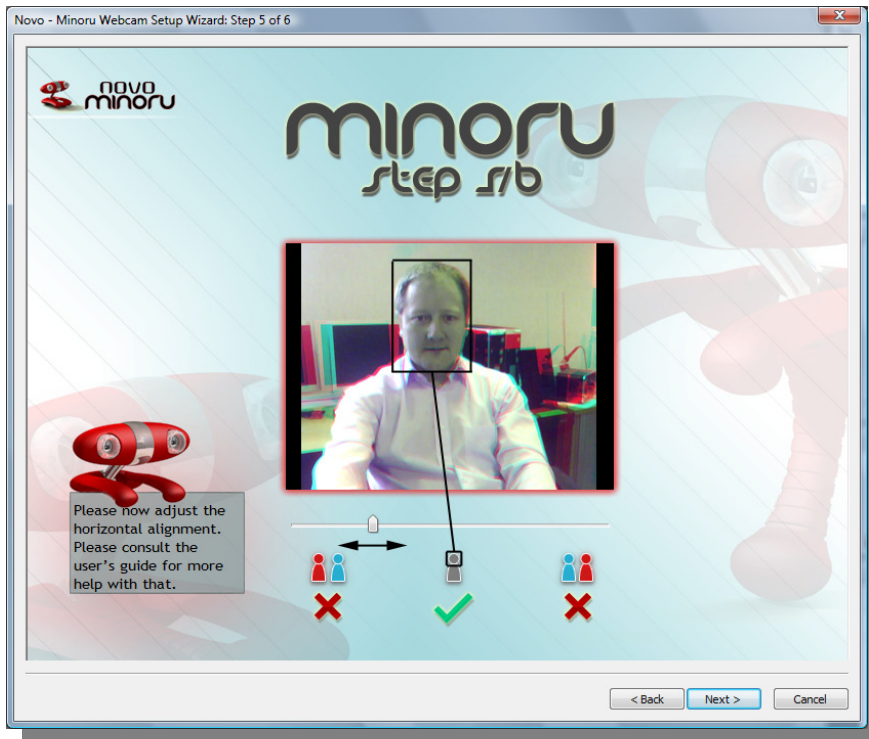 Novo - Minoru Webcam Setup Wizard: Step 5 of 6
novo
minoru
minoru
step 5/6
Please now adjust the
horizontal alignment.
Please consult the
user's guide for more
help with that.
< Back
Next >
Cancel